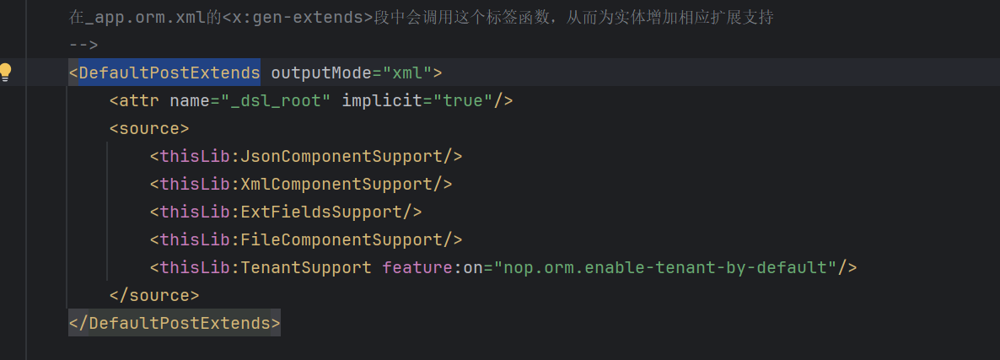 在_app.orm.xml的<x:gen-extends>段中会调用这个标签函数，从而为实体增加相应扩展支持
-->
<DefaultPostExtends outputMode="xml">
<attr name="_dsl_root" implicit="true"/>
<source>
<thisLib:JsonComponentSupport/>
<thisLib:XmlComponentSupport/>
<thisLib:ExtFieldsSupport/>
<thisLib:FileComponentSupport/>
<thisLib:TenantSupport feature:on="nop.orm.enable-tenant-by-default"/>
</source>
</DefaultPostExtends>